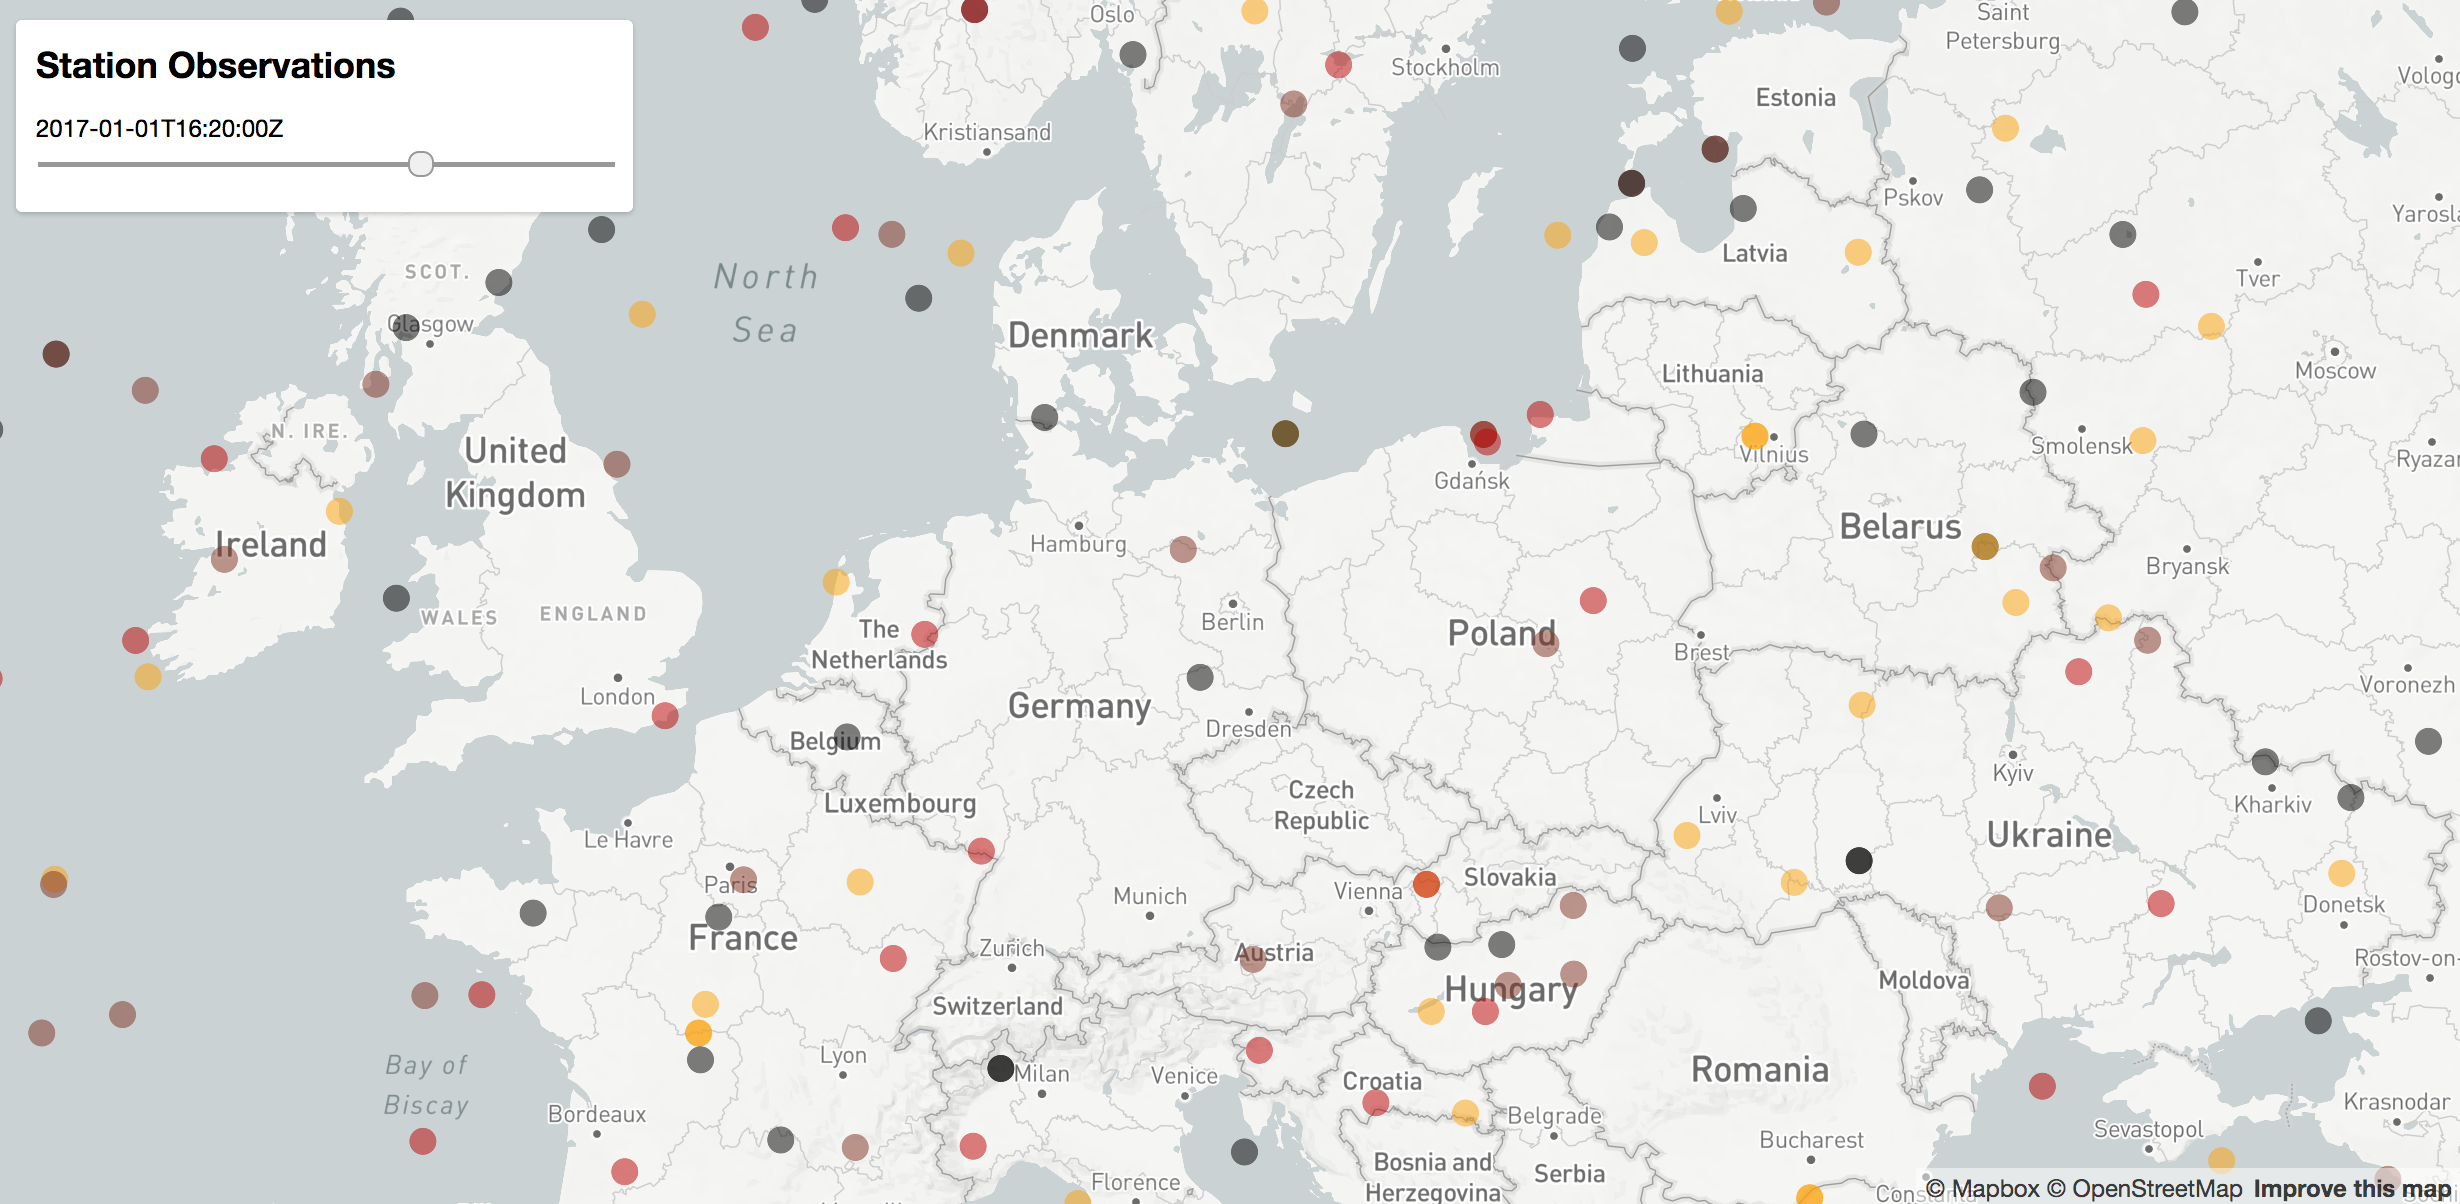 Station Observations
2017-01-01T16:20:00Z
Oslo
Stockholm
Saint
Petersburg
Estonia
Kristiansand
Pskov
Latvia
Tver
SCOT.
Glasgow
North
Sea
Denmark
Lithuania
Moscow
N. IRE.
United
Kingdom
Vilnius
Smolensk
Gdańsk
Ireland
Hamburg
Belarus
Bryansk
WALES
ENGLAND
Berlin
The
Netherlands
Poland
Brest
London
Germany
Voronezh
Dresden
Belgium
Kyiv
Kharkiv
Luxembourg
Czech
Republic
Lviv
Ukraine
Le Havre
Paris
Munich
Vienna
Slovakia
Donetsk
France
Zurich
Austria
Rostov-on-
Hungary
Moldova
Switzerland
Bay of
Biscay
Lyon
Milan
Venice
Croatia
Romania
Bordeaux
Belgrade
Krasnodar
Bucharest
Sevastopol
Bosnia and
Herzegovina
Serbia
Florence
© Mapbox © OpenStreetMap Improve this map